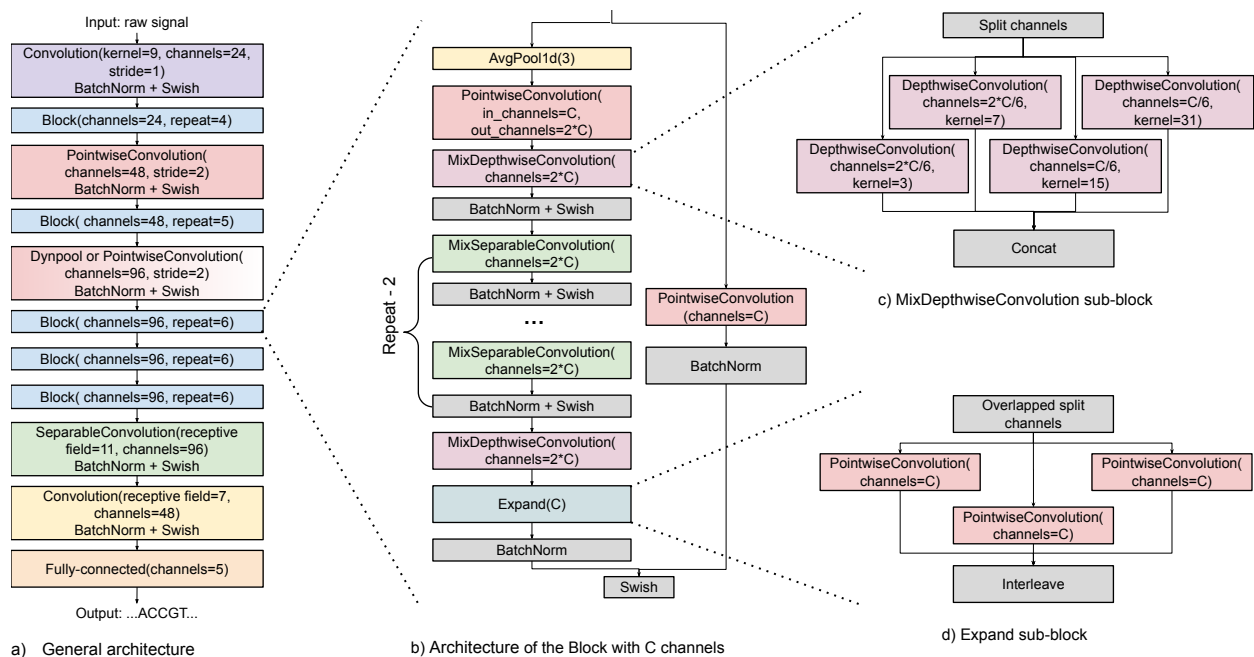 Input: raw signal
Convolution(kernel=9, channels=24,
stride=1)
BatchNorm + Swish
Block(channels=24, repeat=4)
PointwiseConvolution(
channels=48, stride=2)
BatchNorm + Swish
Block( channels=48, repeat=5)
Dynpool or PointwiseConvolution(
channels=96, stride=2)
BatchNorm + Swish
Block( channels=96, repeat=6)
Block( channels=96, repeat=6)
Block( channels=96, repeat=6)
SeparableConvolution(receptive
field=11, channels=96)
BatchNorm + Swish
Convolution(receptive field=7,
channels=48)
BatchNorm + Swish
Fully-connected(channels=5)
Output: ...ACCGT...
a) General architecture
AvgPool1d(3)
PointwiseConvolution(
in_channels=C,
out_channels=2*C)
MixDepthwiseConvolution(
channels=2*C)
BatchNorm + Swish
MixSeparableConvolution(
channels=2*C)
BatchNorm + Swish
...
Repeat - 2
MixSeparableConvolution(
channels=2*C)
BatchNorm + Swish
MixDepthwiseConvolution(
channels=2*C)
Expand(C)
BatchNorm
PointwiseConvolution
(channels=C)
BatchNorm
Swish
b) Architecture of the Block with C channels
Split channels
DepthwiseConvolution(
channels=2*C/6,
kernel=7)
DepthwiseConvolution(
channels=C/6,
kernel=31)
DepthwiseConvolution(
channels=2*C/6,
kernel=3)
DepthwiseConvolution(
channels=C/6,
kernel=15)
Concat
c) MixDepthwiseConvolution sub-block
Overlapped split
channels
PointwiseConvolution(
channels=C)
PointwiseConvolution(
channels=C)
PointwiseConvolution(
channels=C)
Interleave
d) Expand sub-block